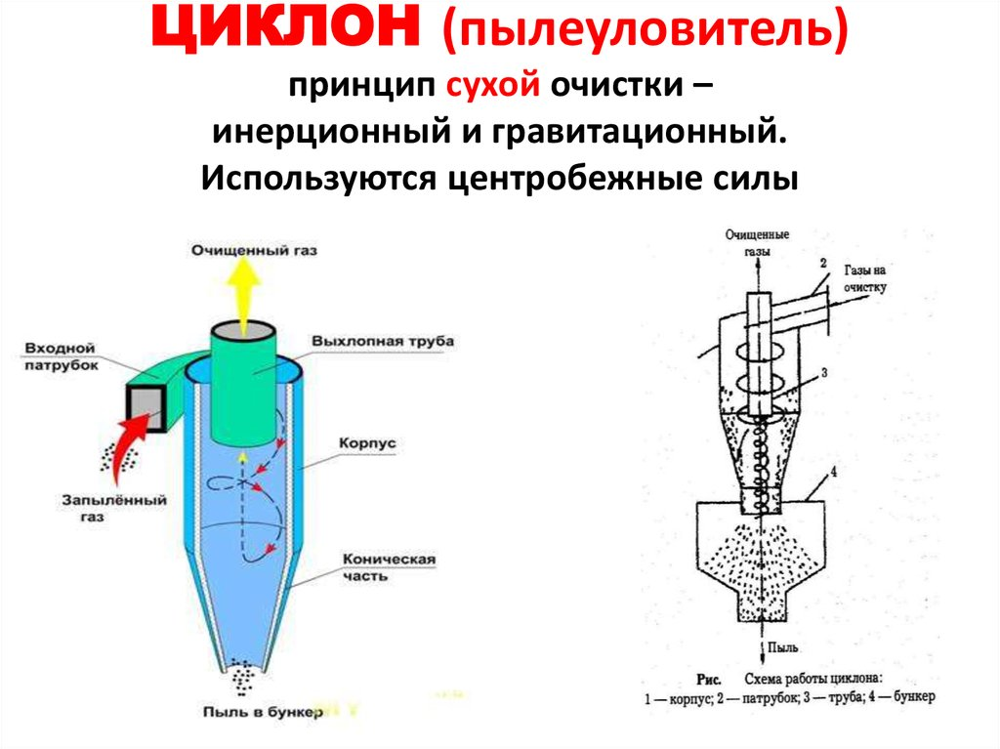 ЦИКЛОН (пылеуловитель)
принцип сухой очистки –
инерционный и гравитационный.
Используются центробежные силы
Очищенный газ
Входной
патрубок
Выхлопная труба
Корпус
Запылённый
газ
Коническая
часть
Пыль в бункер
Очищенные
газы
2
Газы на
очистку
3
1
4
Пыль
Рис. Схема работы циклона:
1 — корпус; 2 — патрубок; 3 — труба; 4 — бункер